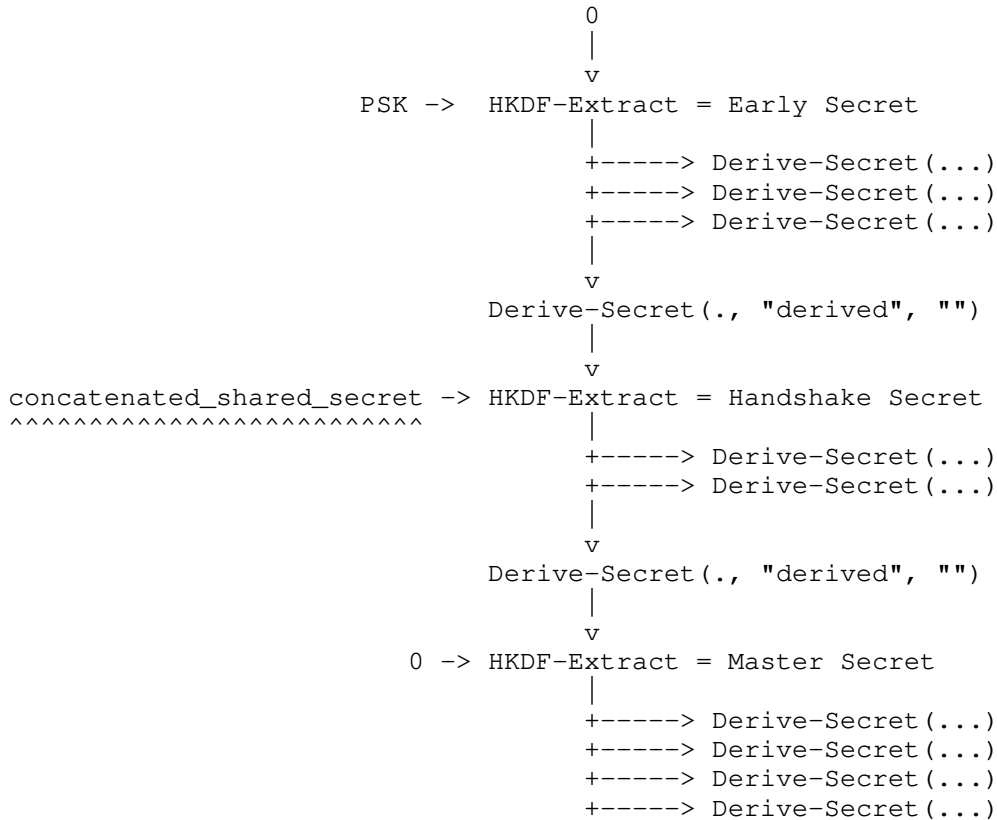 0
                                    |
                                    v
                      PSK ->  HKDF-Extract = Early Secret
                                    |
                                    +-----> Derive-Secret(...)
                                    +-----> Derive-Secret(...)
                                    +-----> Derive-Secret(...)
                                    |
                                    v
                              Derive-Secret(., "derived", "")
                                    |
                                    v
concatenated_shared_secret -> HKDF-Extract = Handshake Secret
^^^^^^^^^^^^^^^^^^^^^^^^^^          |
                                    +-----> Derive-Secret(...)
                                    +-----> Derive-Secret(...)
                                    |
                                    v
                              Derive-Secret(., "derived", "")
                                    |
                                    v
                         0 -> HKDF-Extract = Master Secret
                                    |
                                    +-----> Derive-Secret(...)
                                    +-----> Derive-Secret(...)
                                    +-----> Derive-Secret(...)
                                    +-----> Derive-Secret(...)